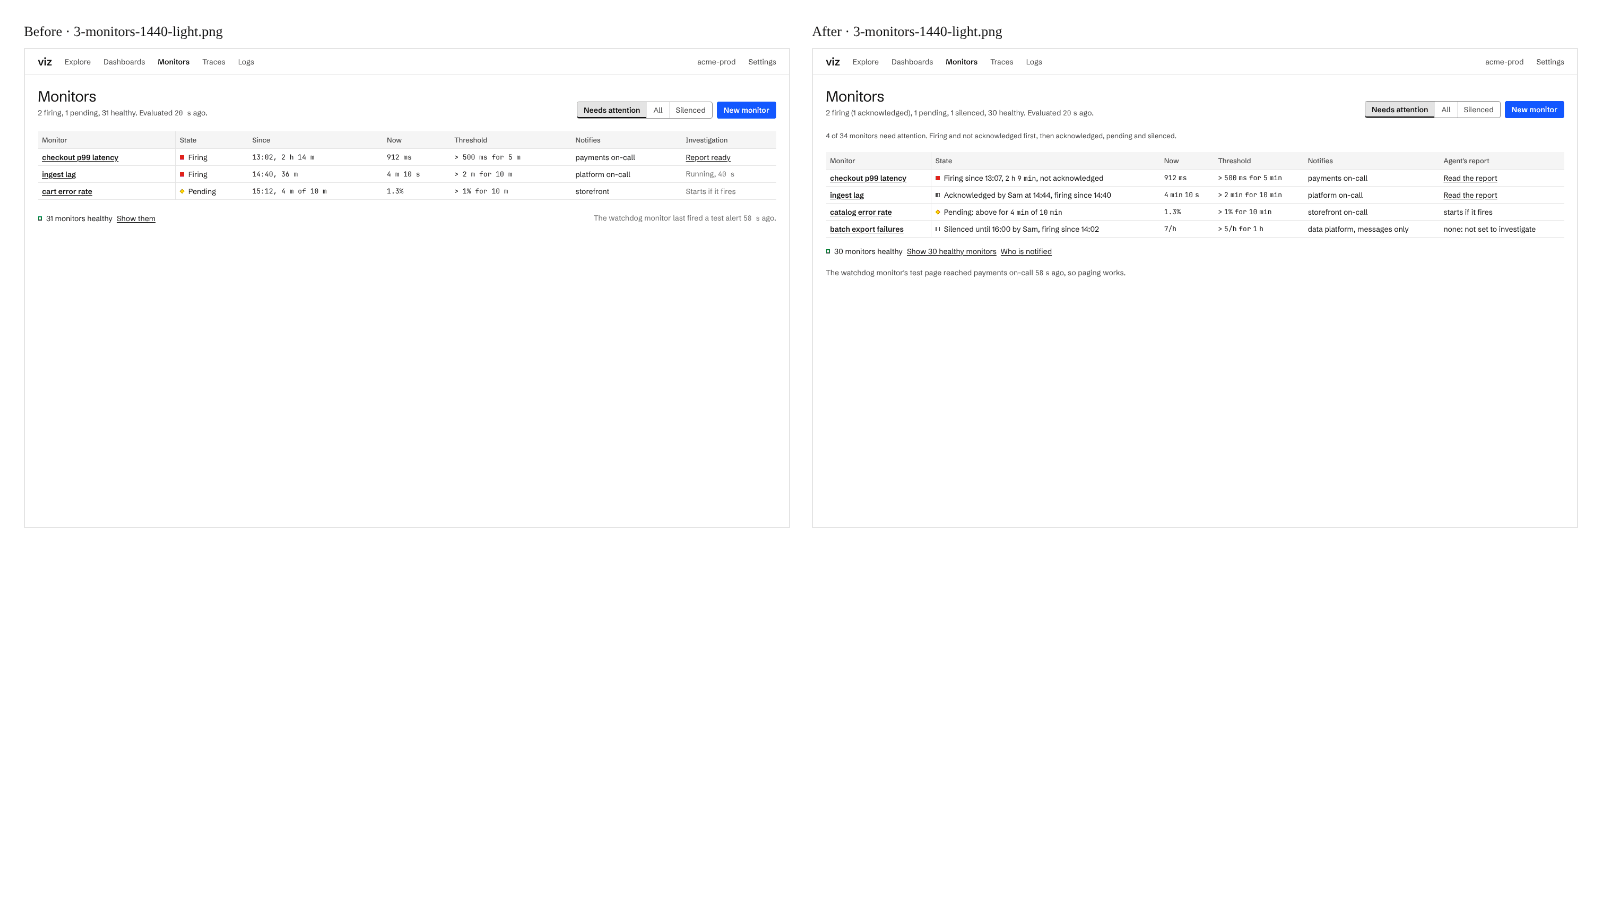 Before · 3-monitors-1440-light.png
viz Explore Dashboards Monitors Traces Logs acme-prod Settings
Monitors
2 firing, 1 pending, 31 healthy. Evaluated 20 s ago.
Needs attention All Silenced New monitor
Monitor State Since Now Threshold Notifies Investigation
checkout p99 latency Firing 13:02, 2 h 14 m 912 ms > 500 ms for 5 m payments on-call Report ready
ingest lag Firing 14:40, 36 m 4 m 10 s > 2 m for 10 m platform on-call Running, 40 s
cart error rate Pending 15:12, 4 m of 10 m 1.3% > 1% for 10 m storefront Starts if it fires
31 monitors healthy Show them The watchdog monitor last fired a test alert 50 s ago.
After · 3-monitors-1440-light.png
viz Explore Dashboards Monitors Traces Logs acme-prod Settings
Monitors
2 firing (1 acknowledged), 1 pending, 1 silenced, 30 healthy. Evaluated 20 s ago.
Needs attention All Silenced New monitor
4 of 34 monitors need attention. Firing and not acknowledged first, then acknowledged, pending and silenced.
Monitor State Now Threshold Notifies Agent's report
checkout p99 latency Firing since 13:07, 2 h 9 min, not acknowledged 912 ms > 500 ms for 5 min payments on-call Read the report
ingest lag Acknowledged by Sam at 14:44, firing since 14:40 4 min 10 s > 2 min for 10 min platform on-call Read the report
catalog error rate Pending: above for 4 min of 10 min 1.3% > 1% for 10 min storefront on-call starts if it fires
batch export failures Silenced until 16:00 by Sam, firing since 14:02 7/h > 5/h for 1 h data platform, messages only none: not set to investigate
30 monitors healthy Show 30 healthy monitors Who is notified
The watchdog monitor's test page reached payments on-call 50 s ago, so paging works.